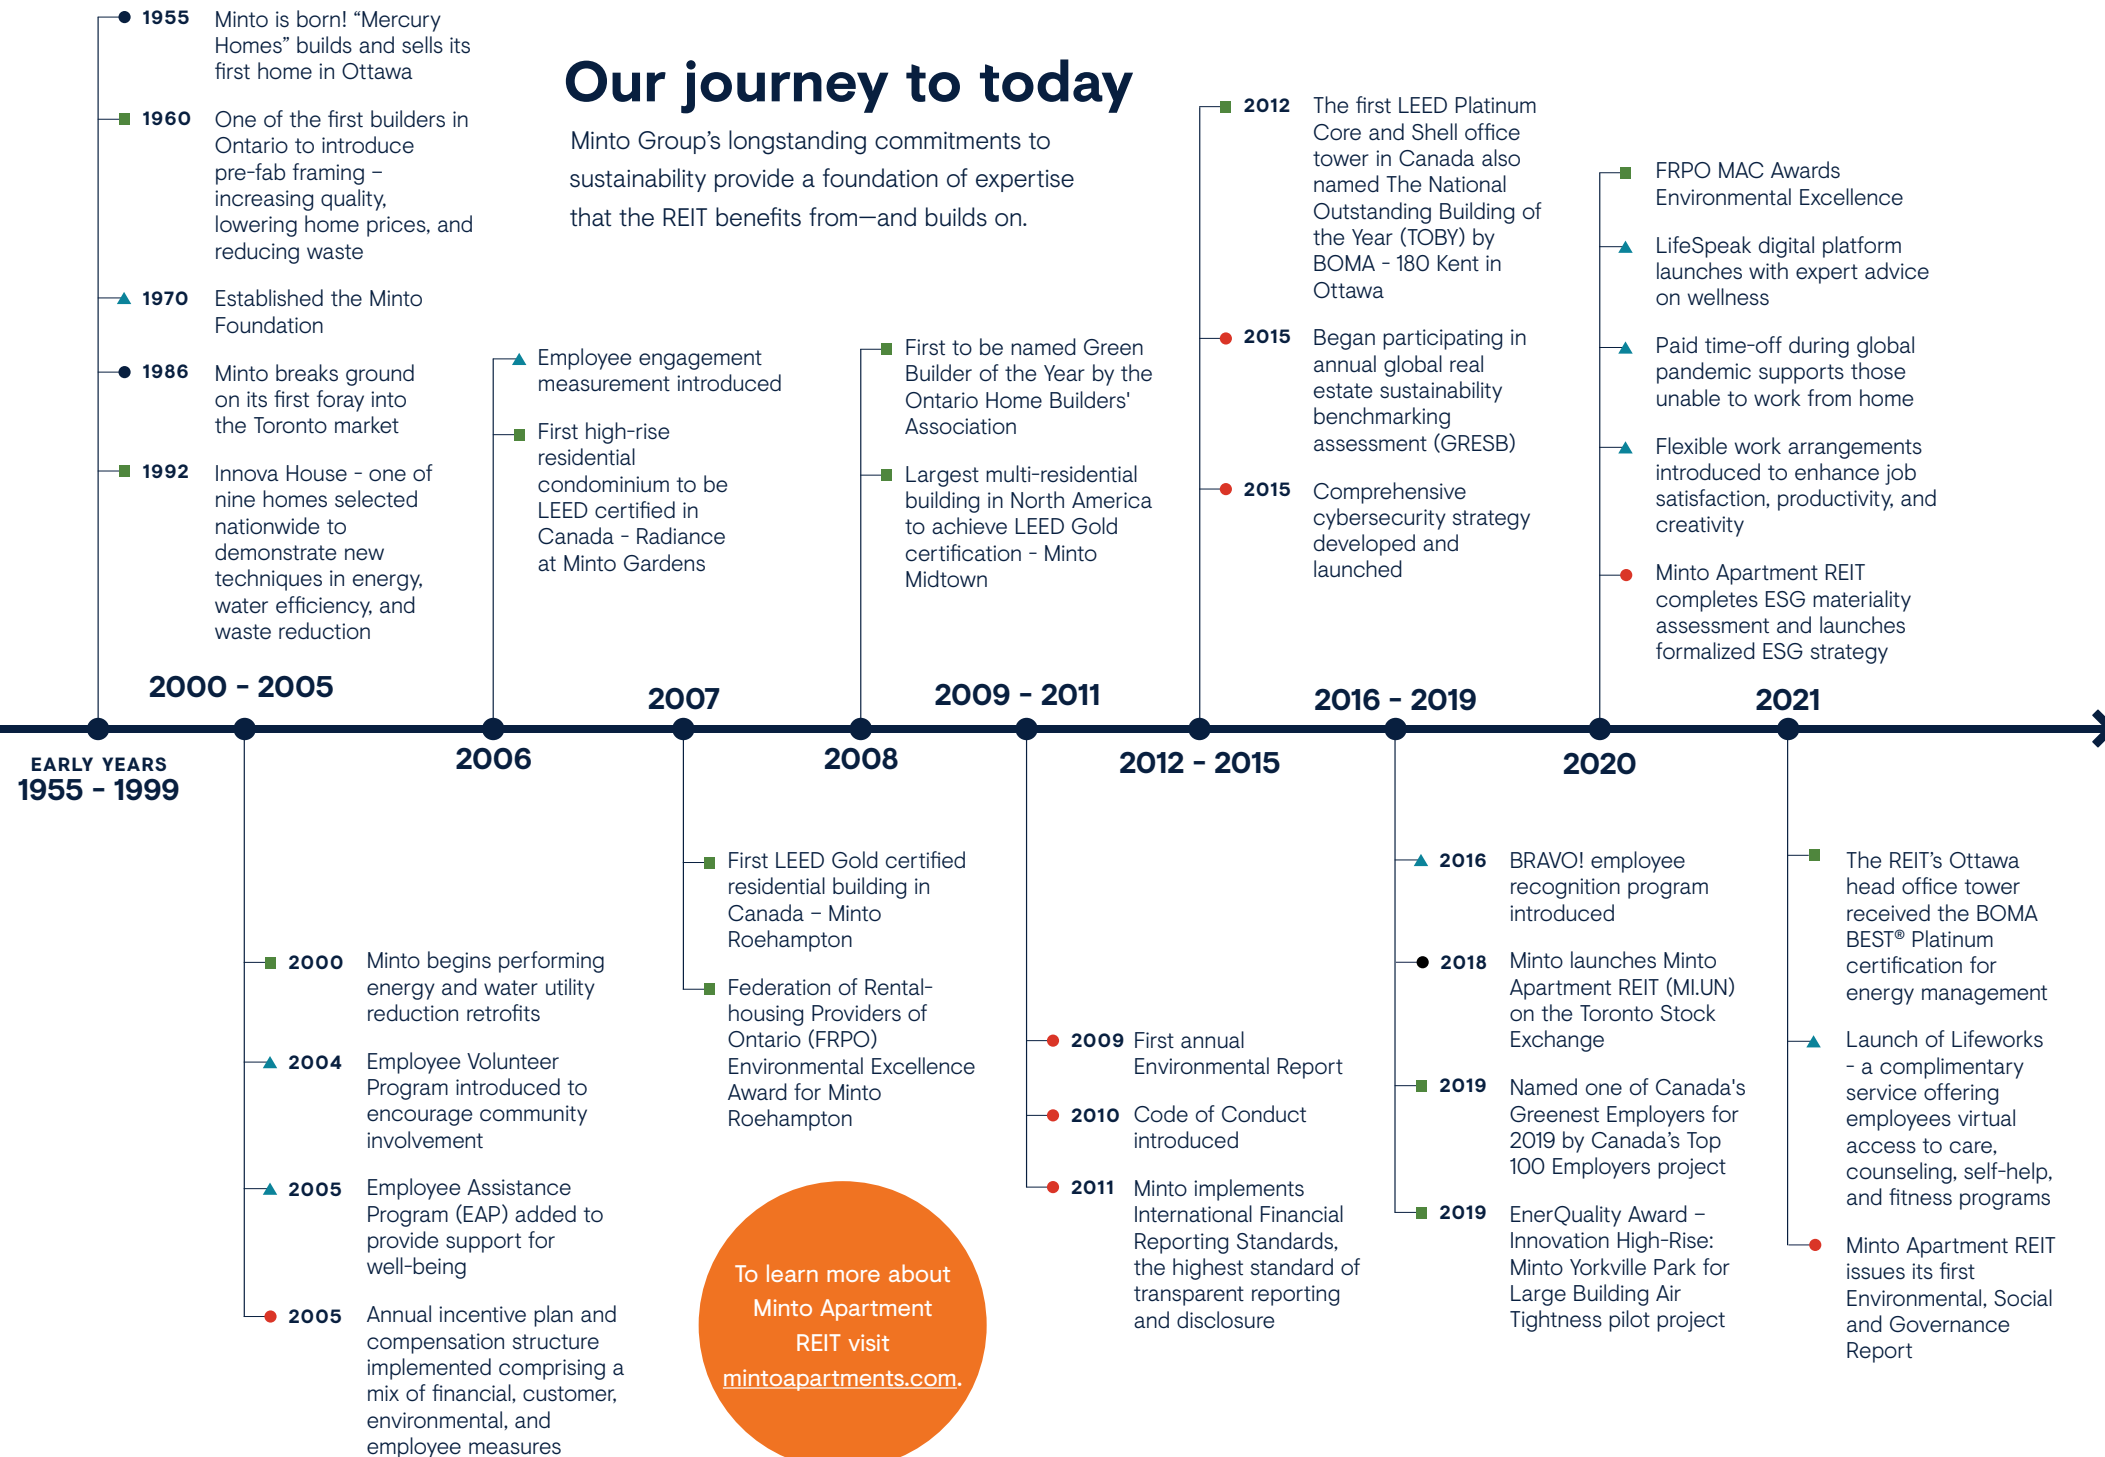 Our journey to today
Minto Group's longstanding commitments to
sustainability provide a foundation of expertise
that the REIT benefits from—and builds on.
EARLY YEARS
1955 - 1999
1955 Minto is born! “Mercury
Homes” builds and sells its
first home in Ottawa
1960 One of the first builders in
Ontario to introduce
pre-fab framing –
increasing quality,
lowering home prices, and
reducing waste
1970 Established the Minto
Foundation
1986 Minto breaks ground
on its first foray into
the Toronto market
1992 Innova House - one of
nine homes selected
nationwide to
demonstrate new
techniques in energy,
water efficiency, and
waste reduction
2000 - 2005
2000 Minto begins performing
energy and water utility
reduction retrofits
2004 Employee Volunteer
Program introduced to
encourage community
involvement
2005 Employee Assistance
Program (EAP) added to
provide support for
well-being
2005 Annual incentive plan and
compensation structure
implemented comprising a
mix of financial, customer,
environmental, and
employee measures
2006
Employee engagement
measurement introduced
First high-rise
residential
condominium to be
LEED certified in
Canada - Radiance
at Minto Gardens
2007
First LEED Gold certified
residential building in
Canada – Minto
Roehampton
Federation of Rental-
housing Providers of
Ontario (FRPO)
Environmental Excellence
Award for Minto
Roehampton
2008
First to be named Green
Builder of the Year by the
Ontario Home Builders'
Association
Largest multi-residential
building in North America
to achieve LEED Gold
certification - Minto
Midtown
2009 - 2011
2009 First annual
Environmental Report
2010 Code of Conduct
introduced
2011 Minto implements
International Financial
Reporting Standards,
the highest standard of
transparent reporting
and disclosure
2012 - 2015
2012 The first LEED Platinum
Core and Shell office
tower in Canada also
named The National
Outstanding Building of
the Year (TOBY) by
BOMA - 180 Kent in
Ottawa
2015 Began participating in
annual global real
estate sustainability
benchmarking
assessment (GRESB)
2015 Comprehensive
cybersecurity strategy
developed and
launched
2016 - 2019
2016 BRAVO! employee
recognition program
introduced
2018 Minto launches Minto
Apartment REIT (MI.UN)
on the Toronto Stock
Exchange
2019 Named one of Canada's
Greenest Employers for
2019 by Canada’s Top
100 Employers project
2019 EnerQuality Award –
Innovation High-Rise:
Minto Yorkville Park for
Large Building Air
Tightness pilot project
2020
FRPO MAC Awards
Environmental Excellence
LifeSpeak digital platform
launches with expert advice
on wellness
Paid time-off during global
pandemic supports those
unable to work from home
Flexible work arrangements
introduced to enhance job
satisfaction, productivity, and
creativity
Minto Apartment REIT
completes ESG materiality
assessment and launches
formalized ESG strategy
2021
The REIT’s Ottawa
head office tower
received the BOMA
BEST® Platinum
certification for
energy management
Launch of Lifeworks
- a complimentary
service offering
employees virtual
access to care,
counseling, self-help,
and fitness programs
Minto Apartment REIT
issues its first
Environmental, Social
and Governance
Report
To learn more about
Minto Apartment
REIT visit
mintoapartments.com.